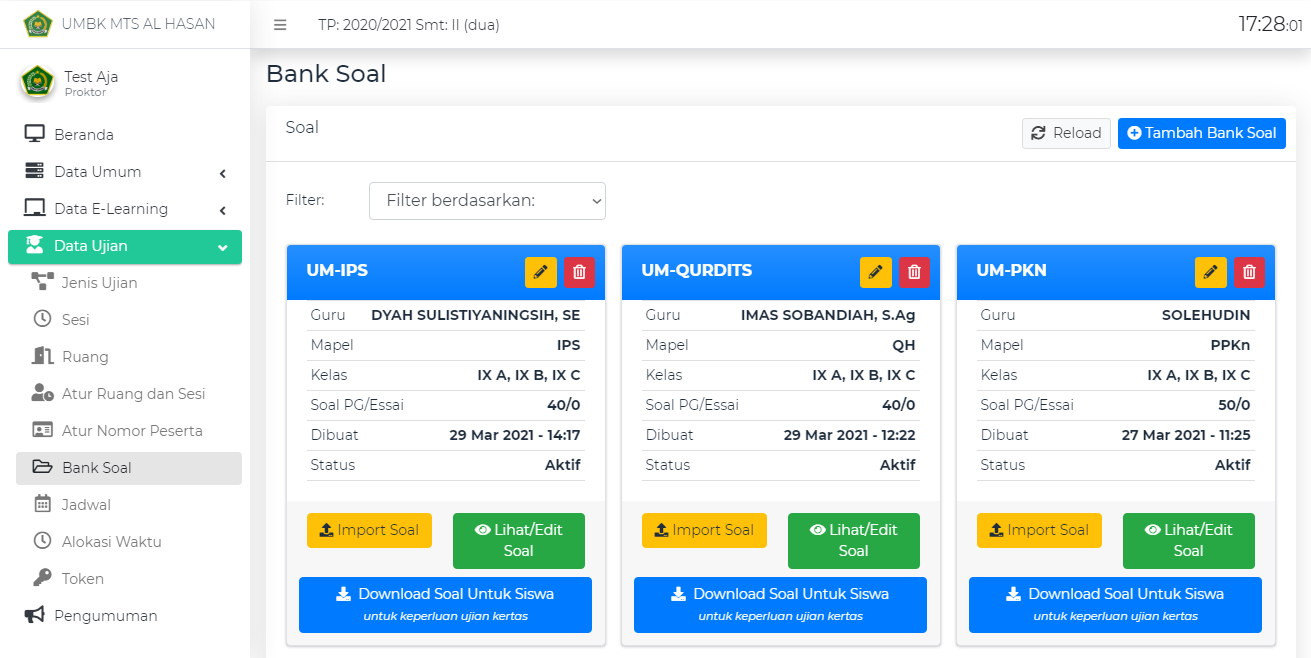 UMBK MTS AL HASAN
TP: 2020/2021 Smt: II (dua)
17:28:01
Test Aja
Proktor
Beranda
Data Umum
Data E-Learning
Data Ujian
Jenis Ujian
Sesi
Ruang
Atur Ruang dan Sesi
Atur Nomor Peserta
Bank Soal
Jadwal
Alokasi Waktu
Token
Pengumuman
Bank Soal
Soal
Reload
Tambah Bank Soal
Filter:
Filter berdasarkan:
UM-IPS
Guru DYAH SULISTIYANINGSIH, SE
Mapel IPS
Kelas IX A, IX B, IX C
Soal PG/Essai 40/0
Dibuat 29 Mar 2021 - 14:17
Status Aktif
Import Soal
Lihat/Edit
Soal
Download Soal Untuk Siswa
untuk keperluan ujian kertas
UM-QURDITS
Guru IMAS SOBANDIAH, S.Ag
Mapel QH
Kelas IX A, IX B, IX C
Soal PG/Essai 40/0
Dibuat 29 Mar 2021 - 12:22
Status Aktif
Import Soal
Lihat/Edit
Soal
Download Soal Untuk Siswa
untuk keperluan ujian kertas
UM-PKN
Guru SOLEHUDIN
Mapel PPKn
Kelas IX A, IX B, IX C
Soal PG/Essai 50/0
Dibuat 27 Mar 2021 - 11:25
Status Aktif
Import Soal
Lihat/Edit
Soal
Download Soal Untuk Siswa
untuk keperluan ujian kertas